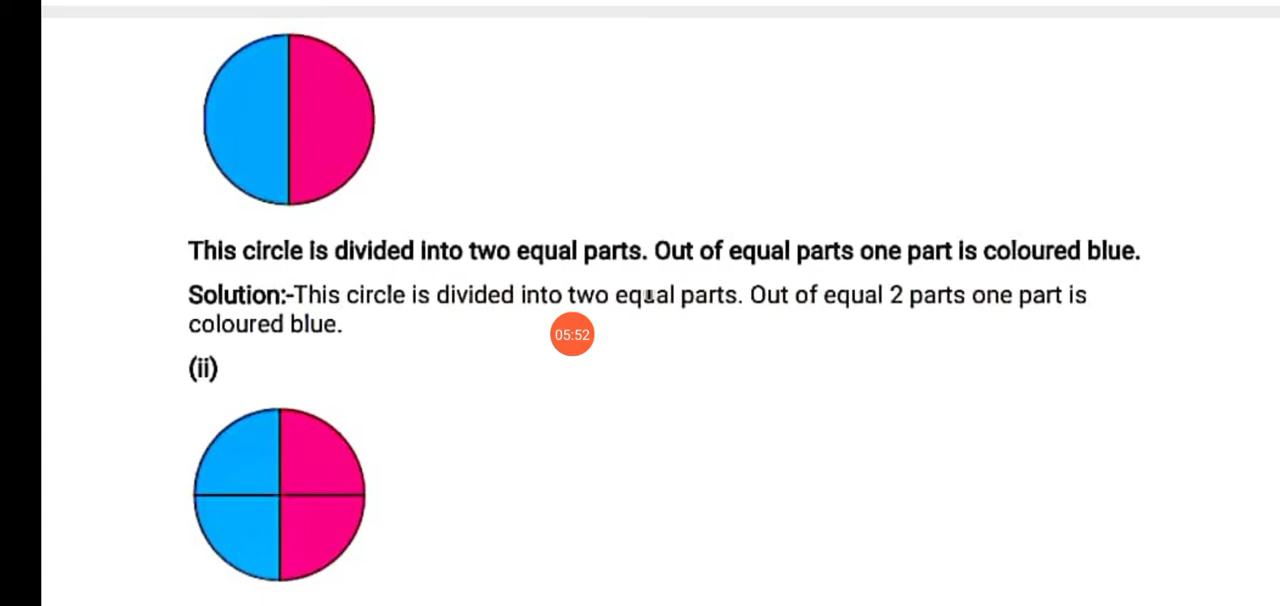 This circle is divided into two equal parts. Out of equal parts one part is coloured blue.
Solution:-This circle is divided into two equal parts. Out of equal 2 parts one part is
coloured blue.
05:52
(ii)